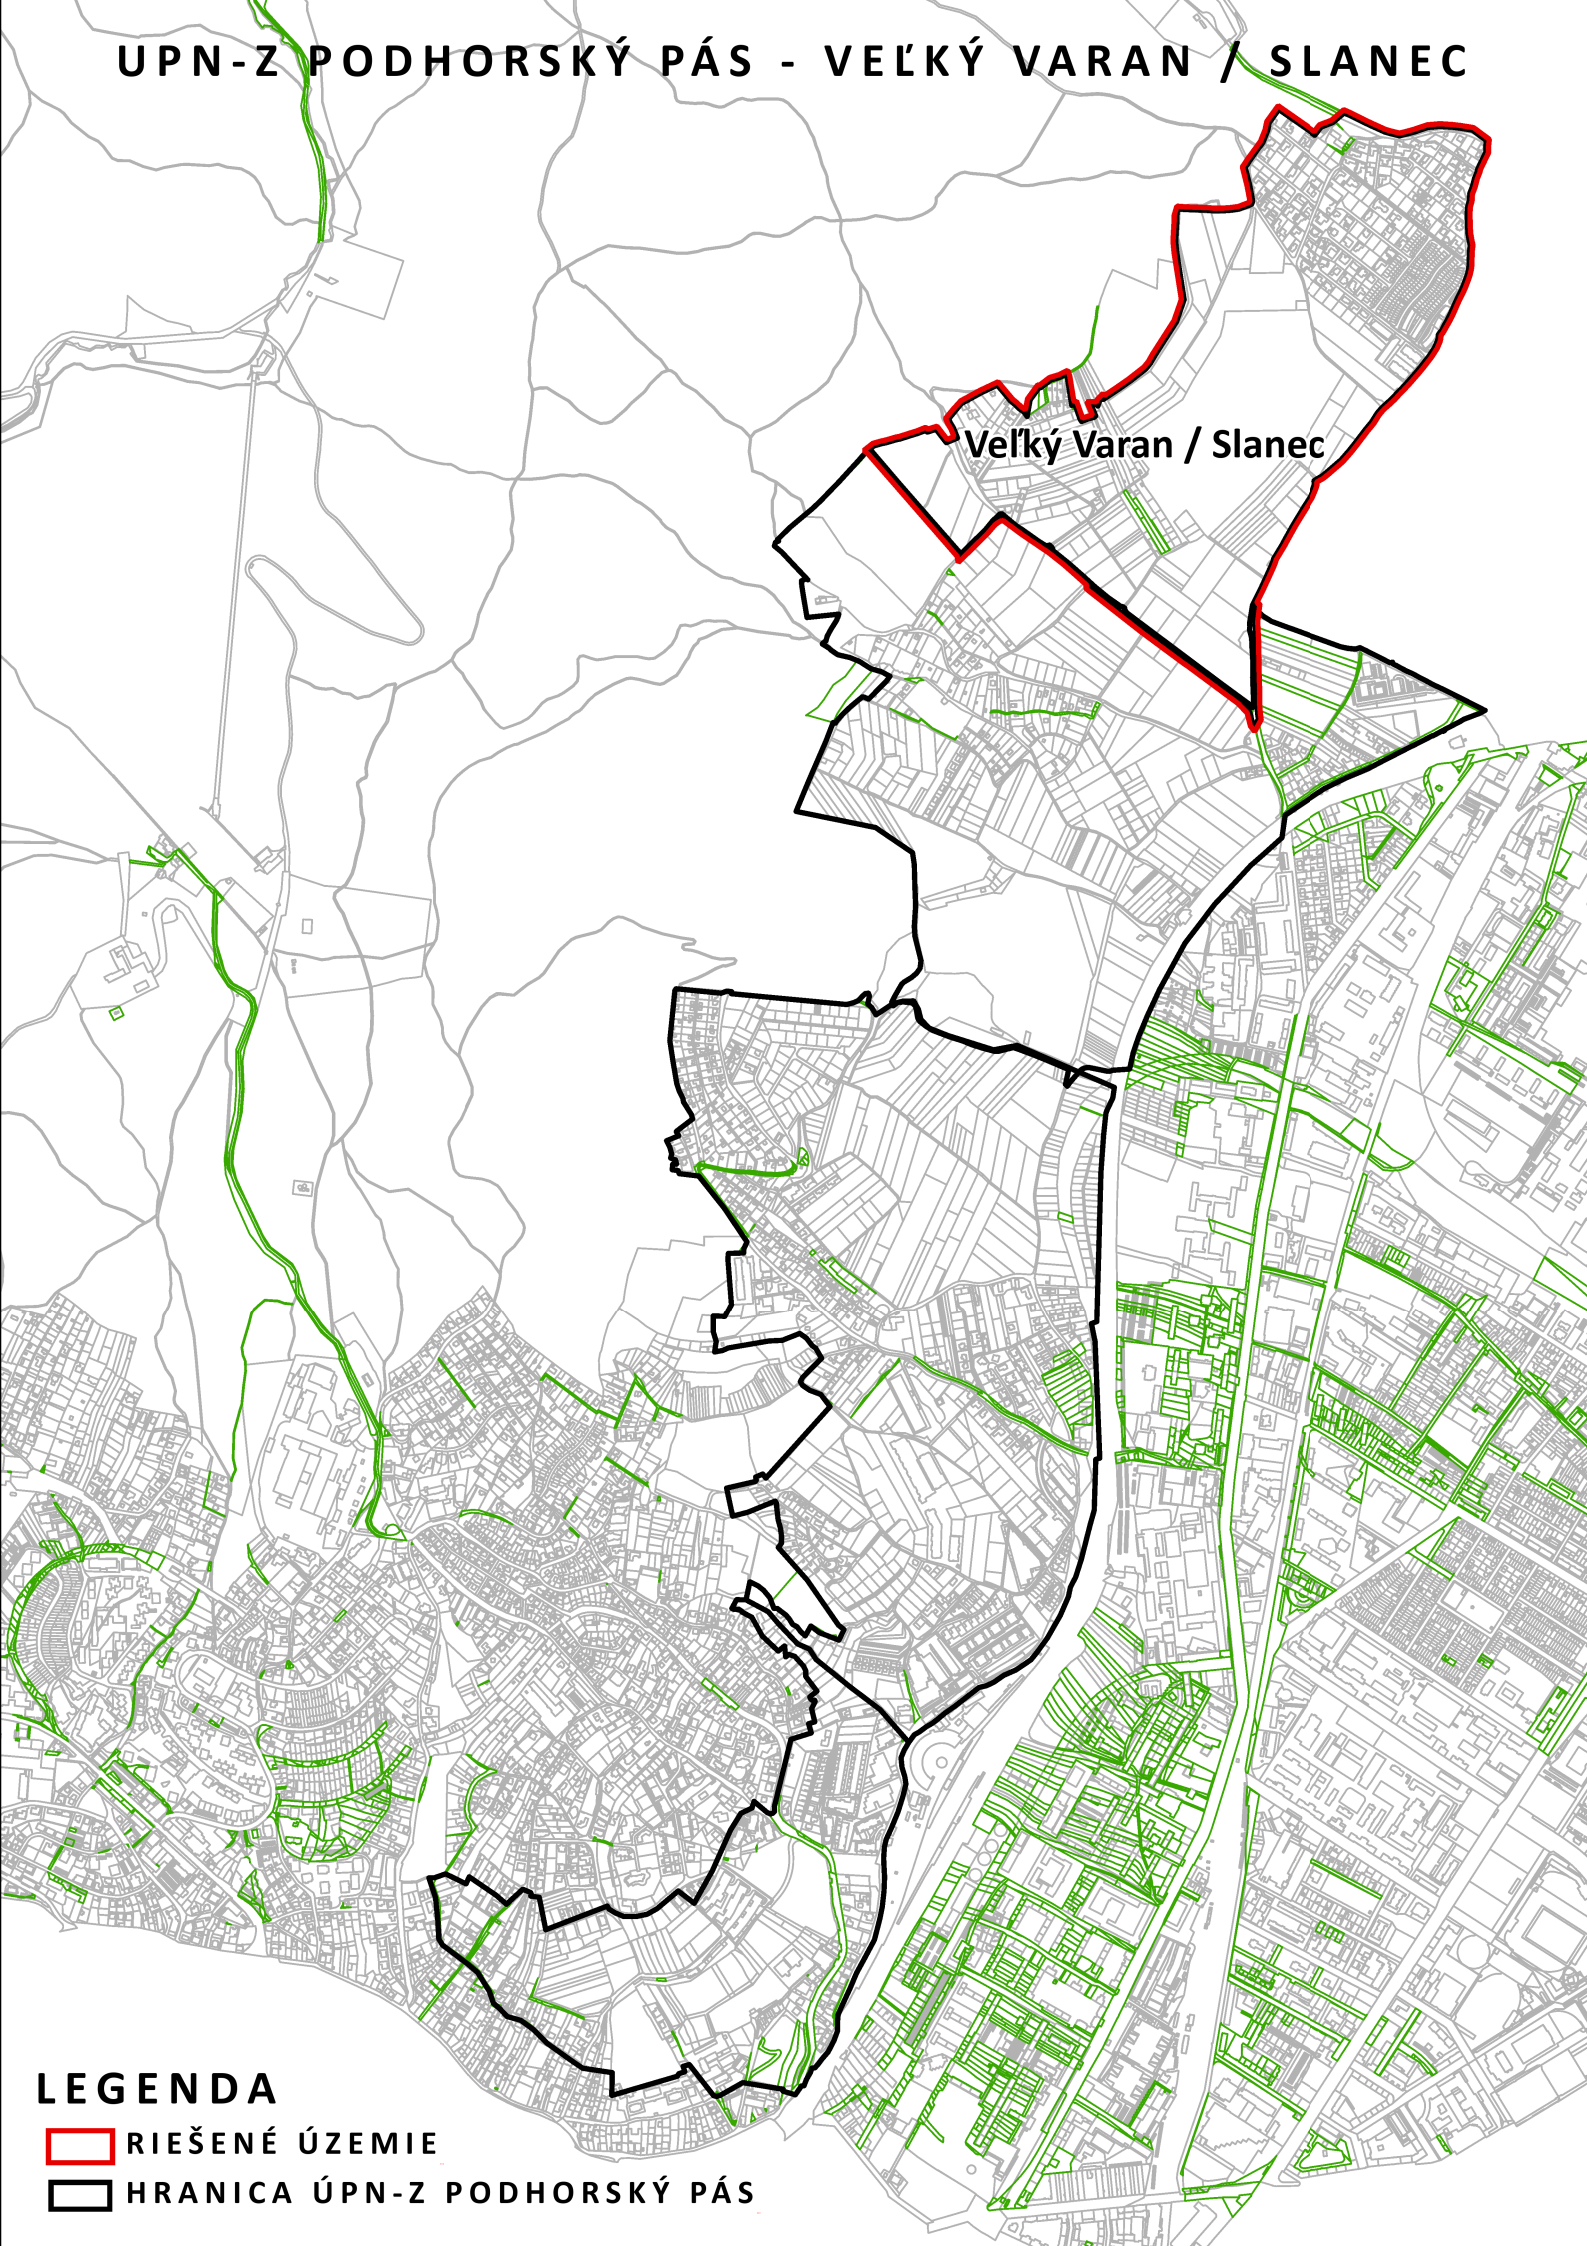 UPN-Z PODHORSKÝ PÁS - VEĽKÝ VARAN / SLANEC
Veľký Varan / Slanec
LEGENDA
RIEŠENÉ ÚZEMIE
HRANICA ÚPN-Z PODHORSKÝ PÁS